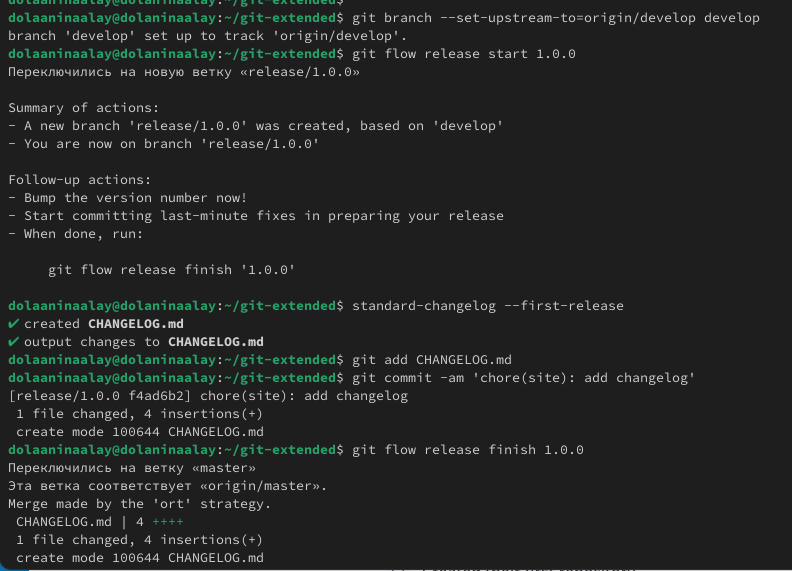 dolaaninaalay@dolaninaalay:~/git-extended$ git branch --set-upstream-to=origin/develop develop
branch 'develop' set up to track 'origin/develop'.
dolaaninaalay@dolaninaalay:~/git-extended$ git flow release start 1.0.0
Переключились на новую ветку «release/1.0.0»
Summary of actions:
- A new branch 'release/1.0.0' was created, based on 'develop'
- You are now on branch 'release/1.0.0'
Follow-up actions:
- Bump the version number now!
- Start committing last-minute fixes in preparing your release
- When done, run:
git flow release finish '1.0.0'
dolaaninaalay@dolaninaalay:~/git-extended$ standard-changelog --first-release
✔ created CHANGELOG.md
✔ output changes to CHANGELOG.md
dolaaninaalay@dolaninaalay:~/git-extended$ git add CHANGELOG.md
dolaaninaalay@dolaninaalay:~/git-extended$ git commit -am 'chore(site): add changelog'
[release/1.0.0 f4ad6b2] chore(site): add changelog
1 file changed, 4 insertions(+)
create mode 100644 CHANGELOG.md
dolaaninaalay@dolaninaalay:~/git-extended$ git flow release finish 1.0.0
Переключились на ветку «master»
Эта ветка соответствует «origin/master».
Merge made by the 'ort' strategy.
CHANGELOG.md | 4 ++++
1 file changed, 4 insertions(+)
create mode 100644 CHANGELOG.md